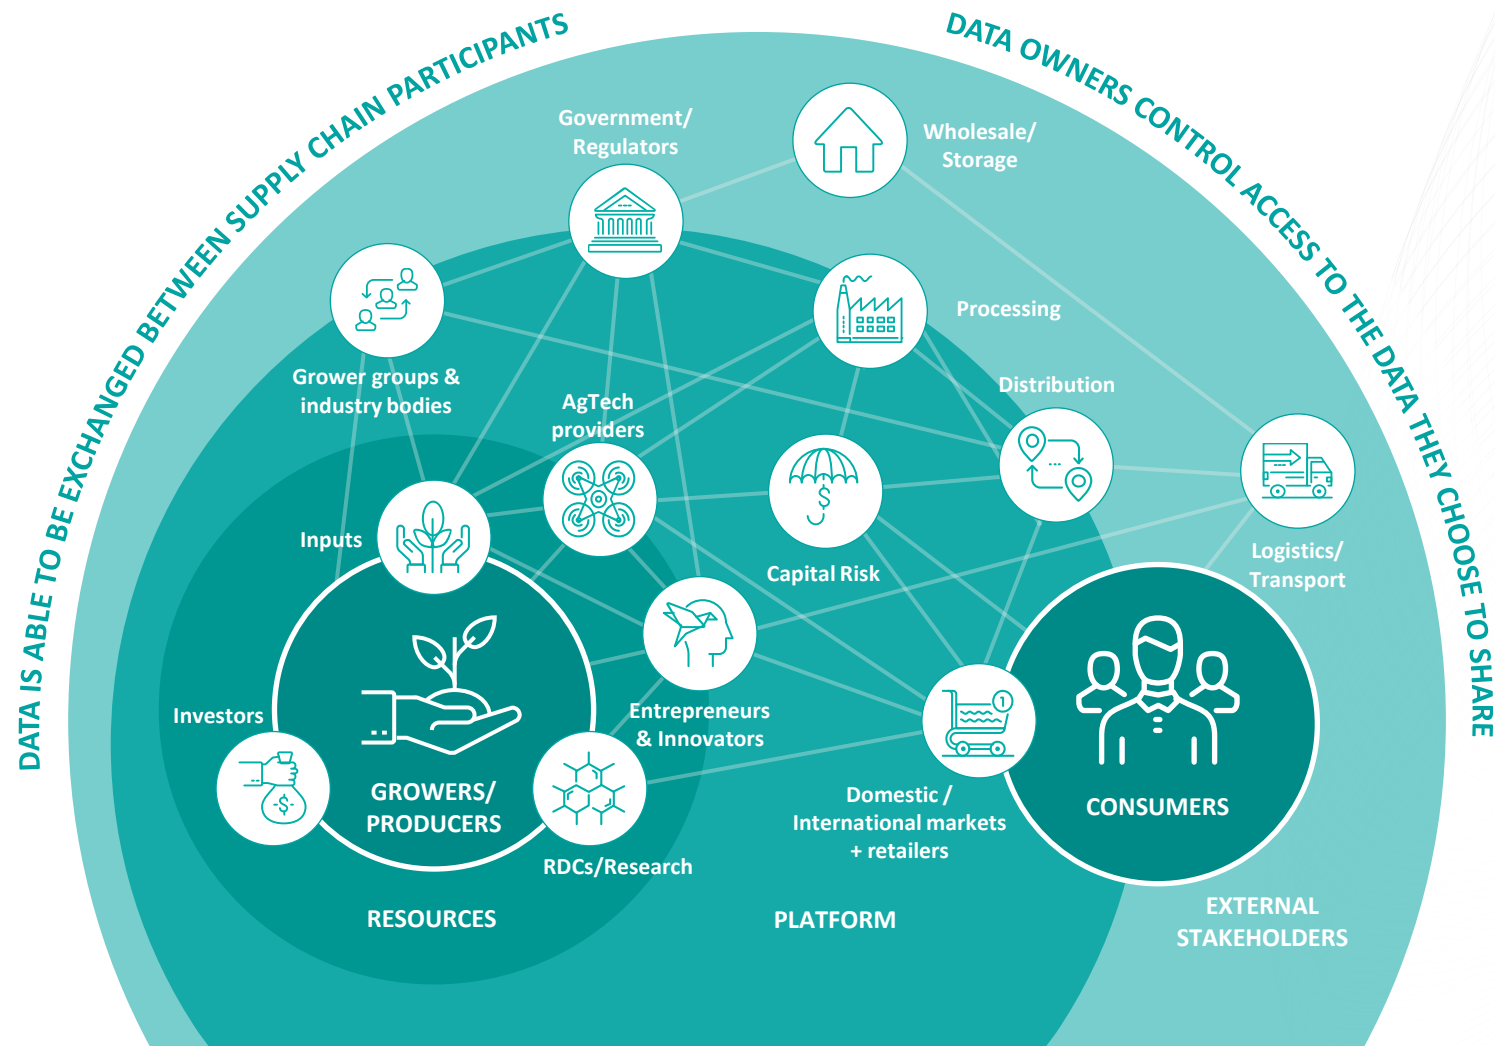 DATA IS ABLE TO BE EXCHANGED BETWEEN SUPPLY CHAIN PARTICIPANTS
DATA OWNERS CONTROL ACCESS TO THE DATA THEY CHOOSE TO SHARE
Government/
Regulators
Wholesale/
Storage
Processing
Grower groups &
industry bodies
AgTech
providers
Distribution
$
Inputs
Capital Risk
Logistics/
Transport
Investors
Entrepreneurs
& Innovators
1
-$-
GROWERS/
PRODUCERS
RDCs/Research
Domestic /
International markets
+ retailers
CONSUMERS
RESOURCES
PLATFORM
EXTERNAL
STAKEHOLDERS